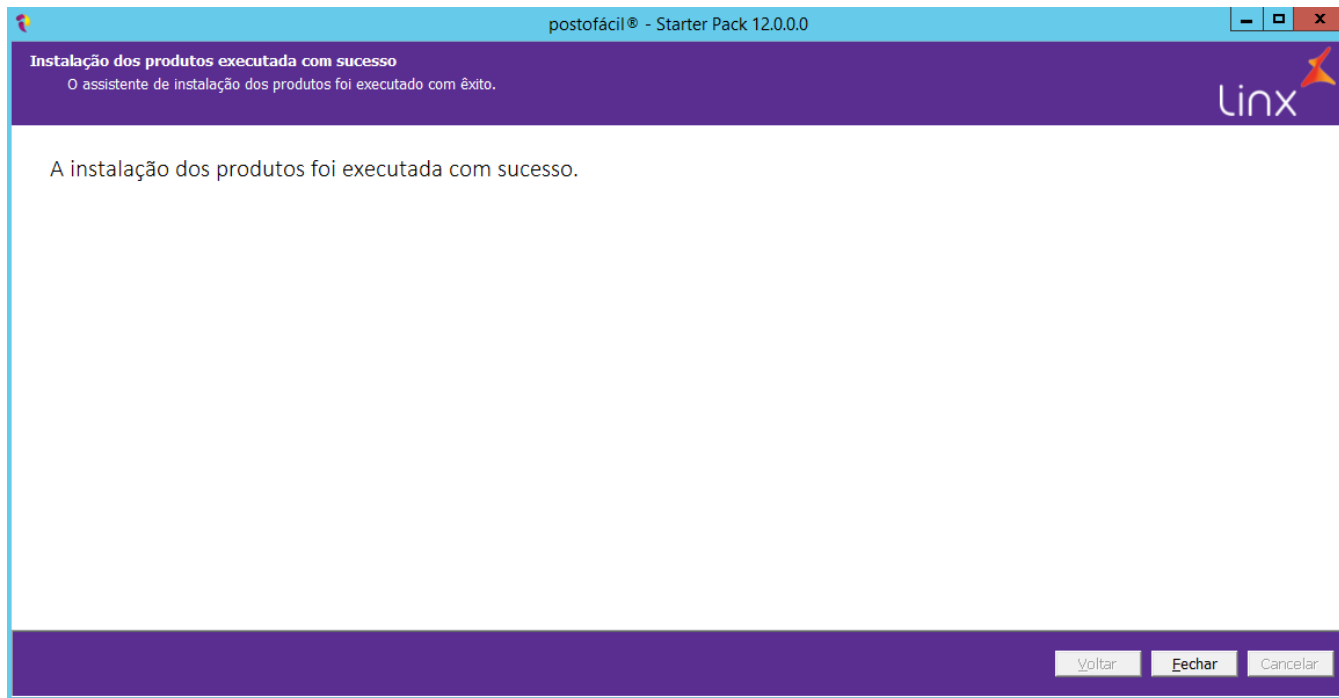 postofácil® - Starter Pack 12.0.0.0
Instalação dos produtos executada com sucesso
O assistente de instalação dos produtos foi executado com êxito.
Linx
A instalação dos produtos foi executada com sucesso.
Voltar Fechar Cancelar